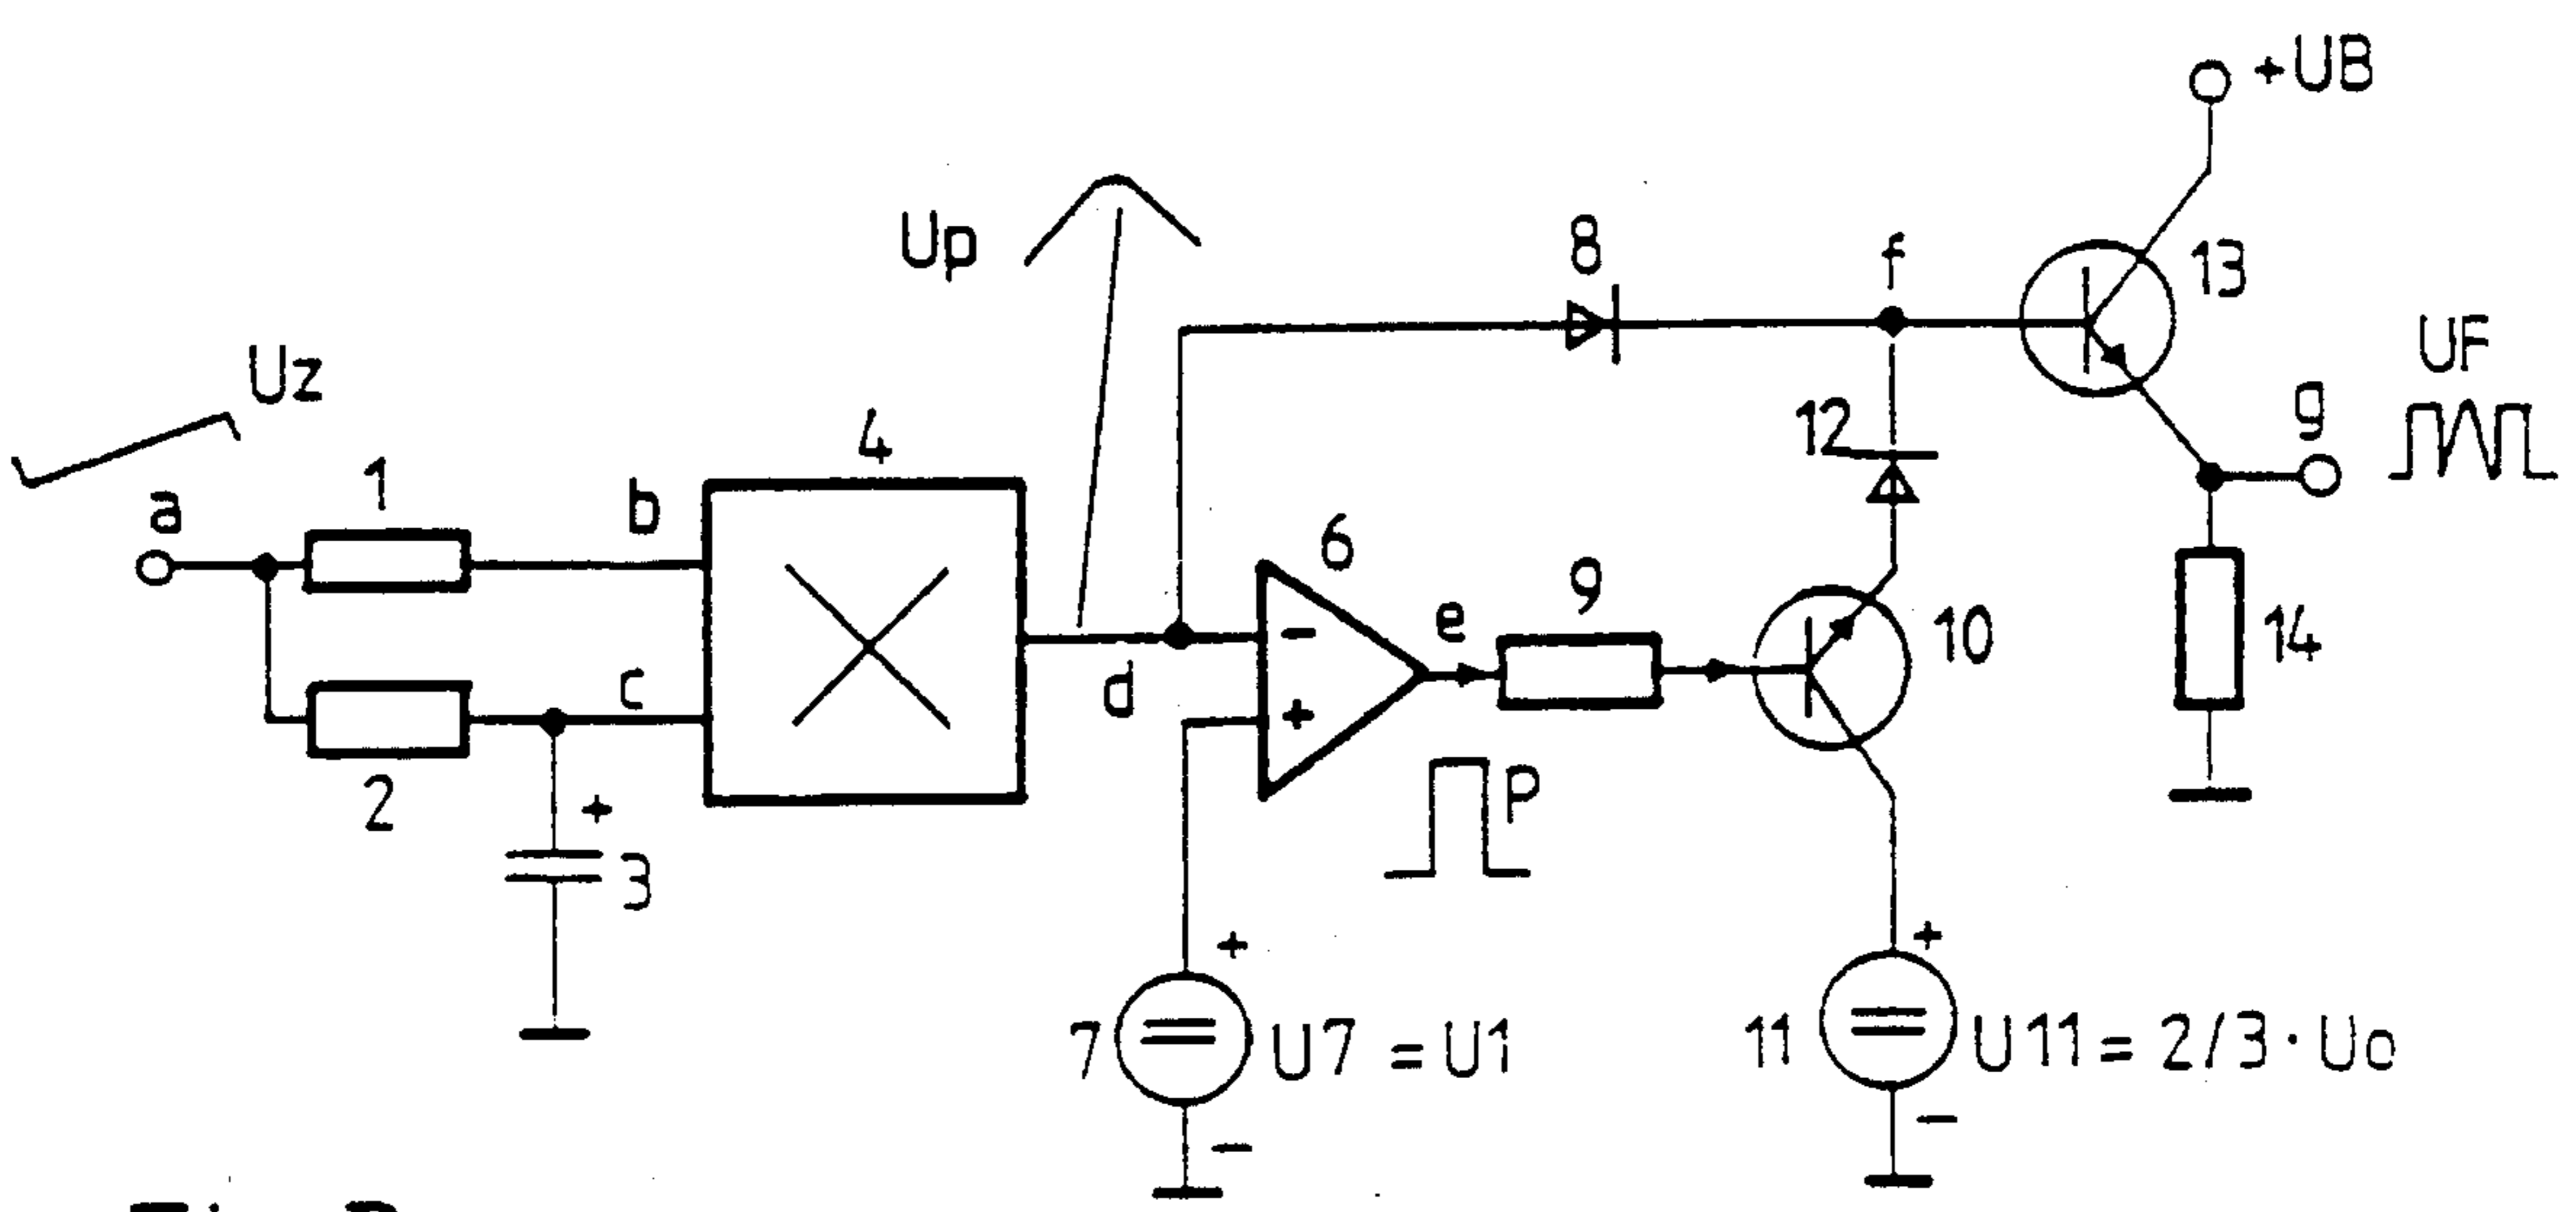 +UB
Up
8
f
13
UF
Uz
4
12
g
a
1
b
6
9
e
10
14
c
d
-
+
2
+
3
p
+
+
7
U7 = U1
11
U11 = 2/3 · Uo
-
-